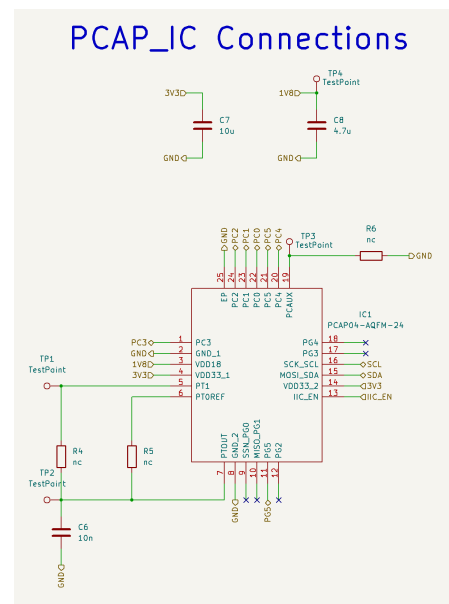 PCAP_IC Connections
TP4
TestPoint
3V3
1V8
C7
10u
C8
4.7u
GND
GND
GND
PC2
PC1
PC0
PC5
PC4
TP3
TestPoint
R6
nc
GND
25
24
23
22
21
20
19
EP
PC2
PC1
PC0
PC5
PC4
PCAUX
IC1
PCAP04-AQFM-24
PC3 1 PC3
GND 2 GND_1
1V8 3 VDD18
3V3 4 VDD33_1
5 PT1
6 PTOREF
PG4 18
PG3 17
SCK_SCL 16 SCL
MOSI_SDA 15 SDA
VDD33_2 14 3V3
IIC_EN 13 IIC_EN
TP1
TestPoint
R4
nc
R5
nc
PTOUT
GND_2
SSN_PG0
MISO_PG1
PG5
PG2
7
8
9
10
11
12
TP2
TestPoint
GND
PG5
C6
10n
GND